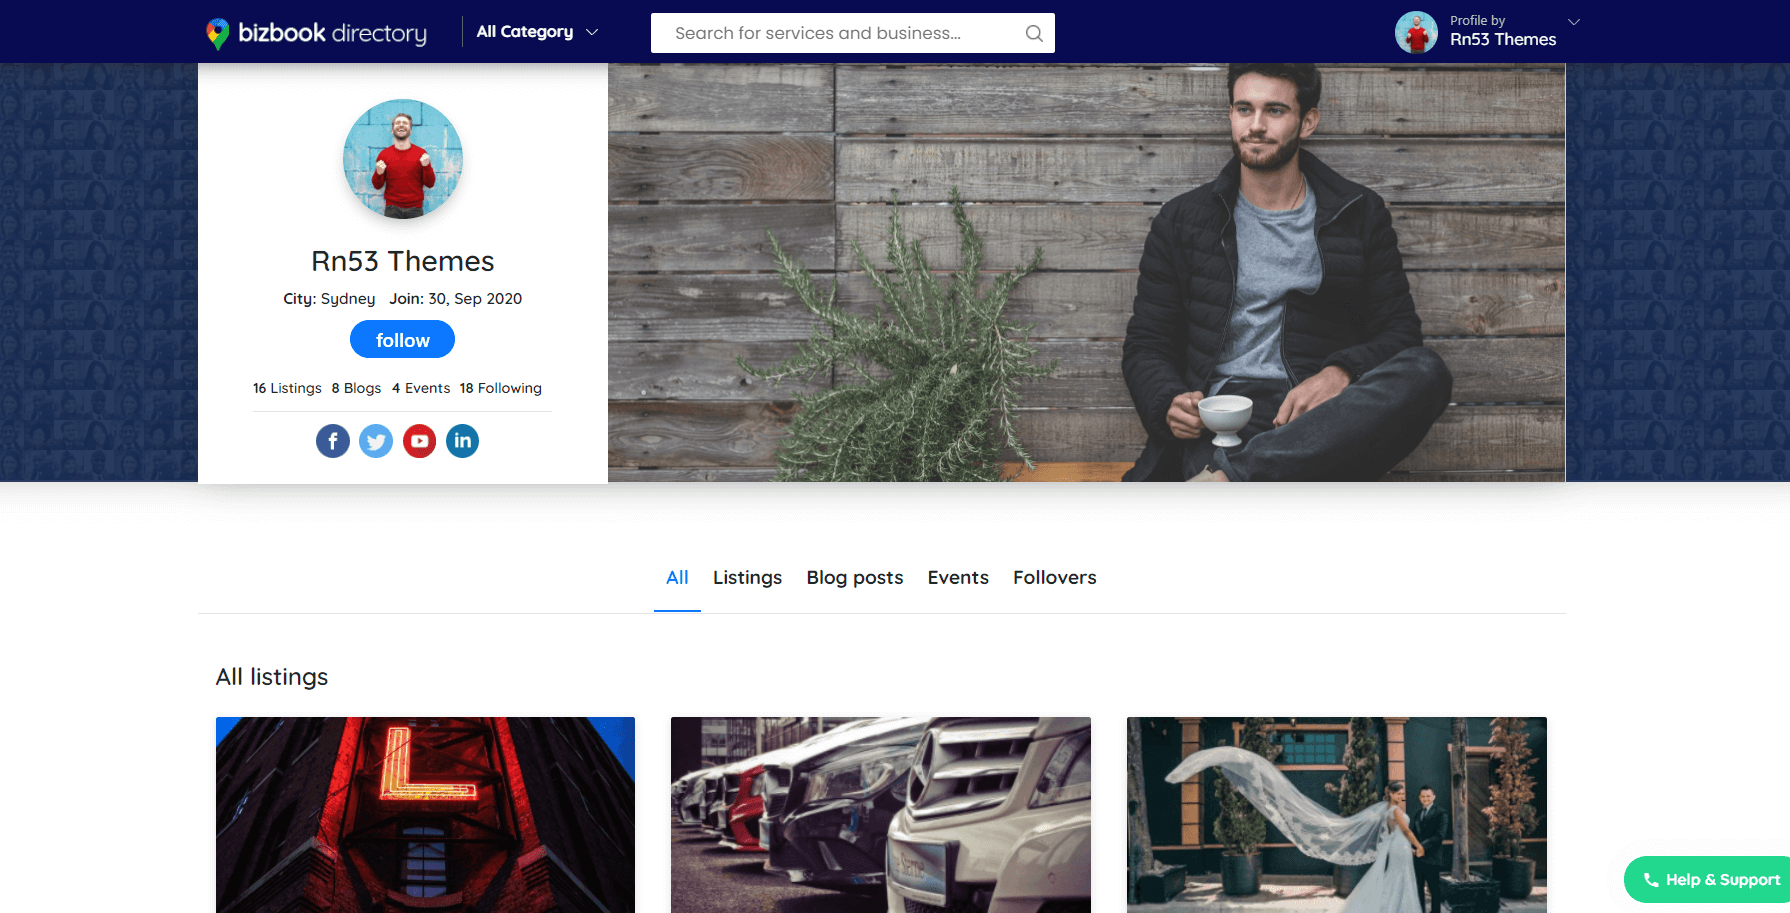 bizbook directory
All Category
Search for services and business...
Profile by
Rn53 Themes
Rn53 Themes
City: Sydney Join: 30, Sep 2020
follow
16 Listings 8 Blogs 4 Events 18 Following
f
in
All Listings Blog posts Events Follovers
All listings
L
Help & Support